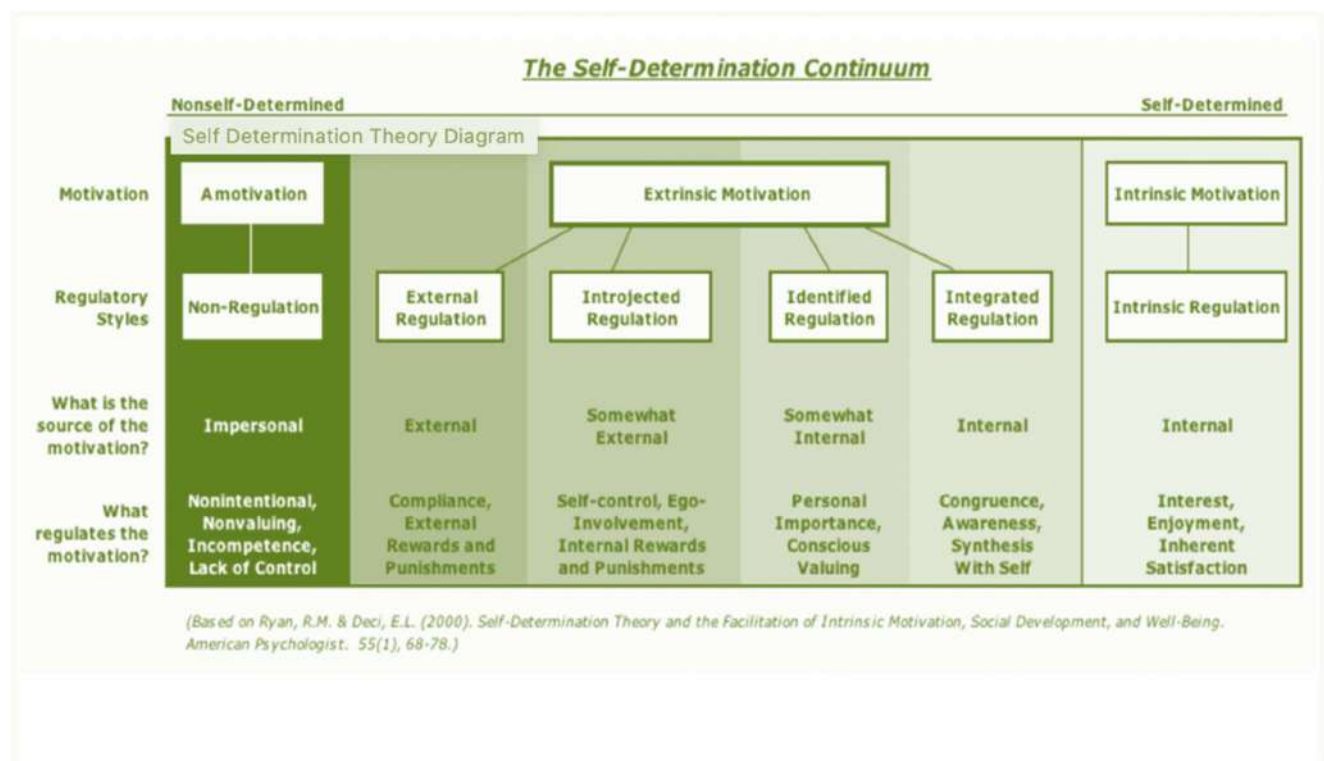 The Self-Determination Continuum
Nonself-Determined
Self-Determined
Self Determination Theory Diagram
Motivation
Amotivation
Extrinsic Motivation
Intrinsic Motivation
Regulatory
Styles
Non-Regulation
External
Regulation
Introjected
Regulation
Identified
Regulation
Integrated
Regulation
Intrinsic Regulation
What is the
source of the
motivation?
Impersonal
External
Somewhat
External
Somewhat
Internal
Internal
Internal
What
regulates the
motivation?
Nonintentional,
Nonvaluing,
Incompetence,
Lack of Control
Compliance,
External
Rewards and
Punishments
Self-control, Ego-
Involvement,
Internal Rewards
and Punishments
Personal
Importance,
Conscious
Valuing
Congruence,
Awareness,
Synthesis
With Self
Interest,
Enjoyment,
Inherent
Satisfaction
(Based on Ryan, R.M. & Deci, E.L. (2000). Self-Determination Theory and the Facilitation of Intrinsic Motivation, Social Development, and Well-Being.
American Psychologist. 55(1), 68-78.)